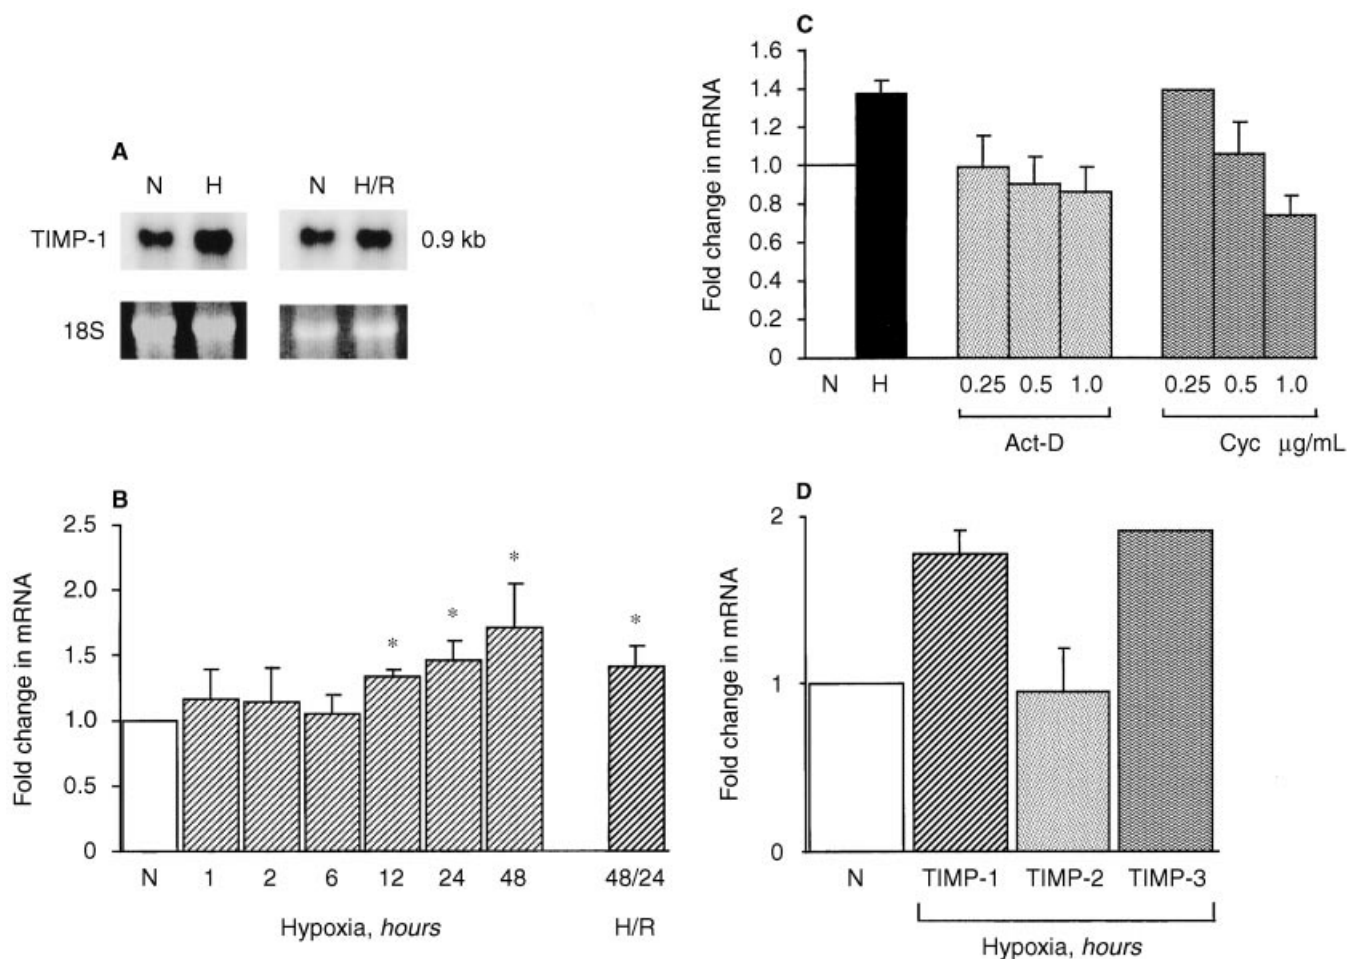 A
N H N H/R
TIMP-1 0.9 kb
18S
B
Fold change in mRNA
2.5
2.0
1.5
1.0
0.5
0
* * * *
N 1 2 6 12 24 48 48/24
Hypoxia, hours H/R
C
Fold change in mRNA
1.6
1.4
1.2
1.0
0.8
0.6
0.4
0.2
0
N H 0.25 0.5 1.0 0.25 0.5 1.0
Act-D Cyc μg/mL
D
Fold change in mRNA
2
1
0
N TIMP-1 TIMP-2 TIMP-3
Hypoxia, hours